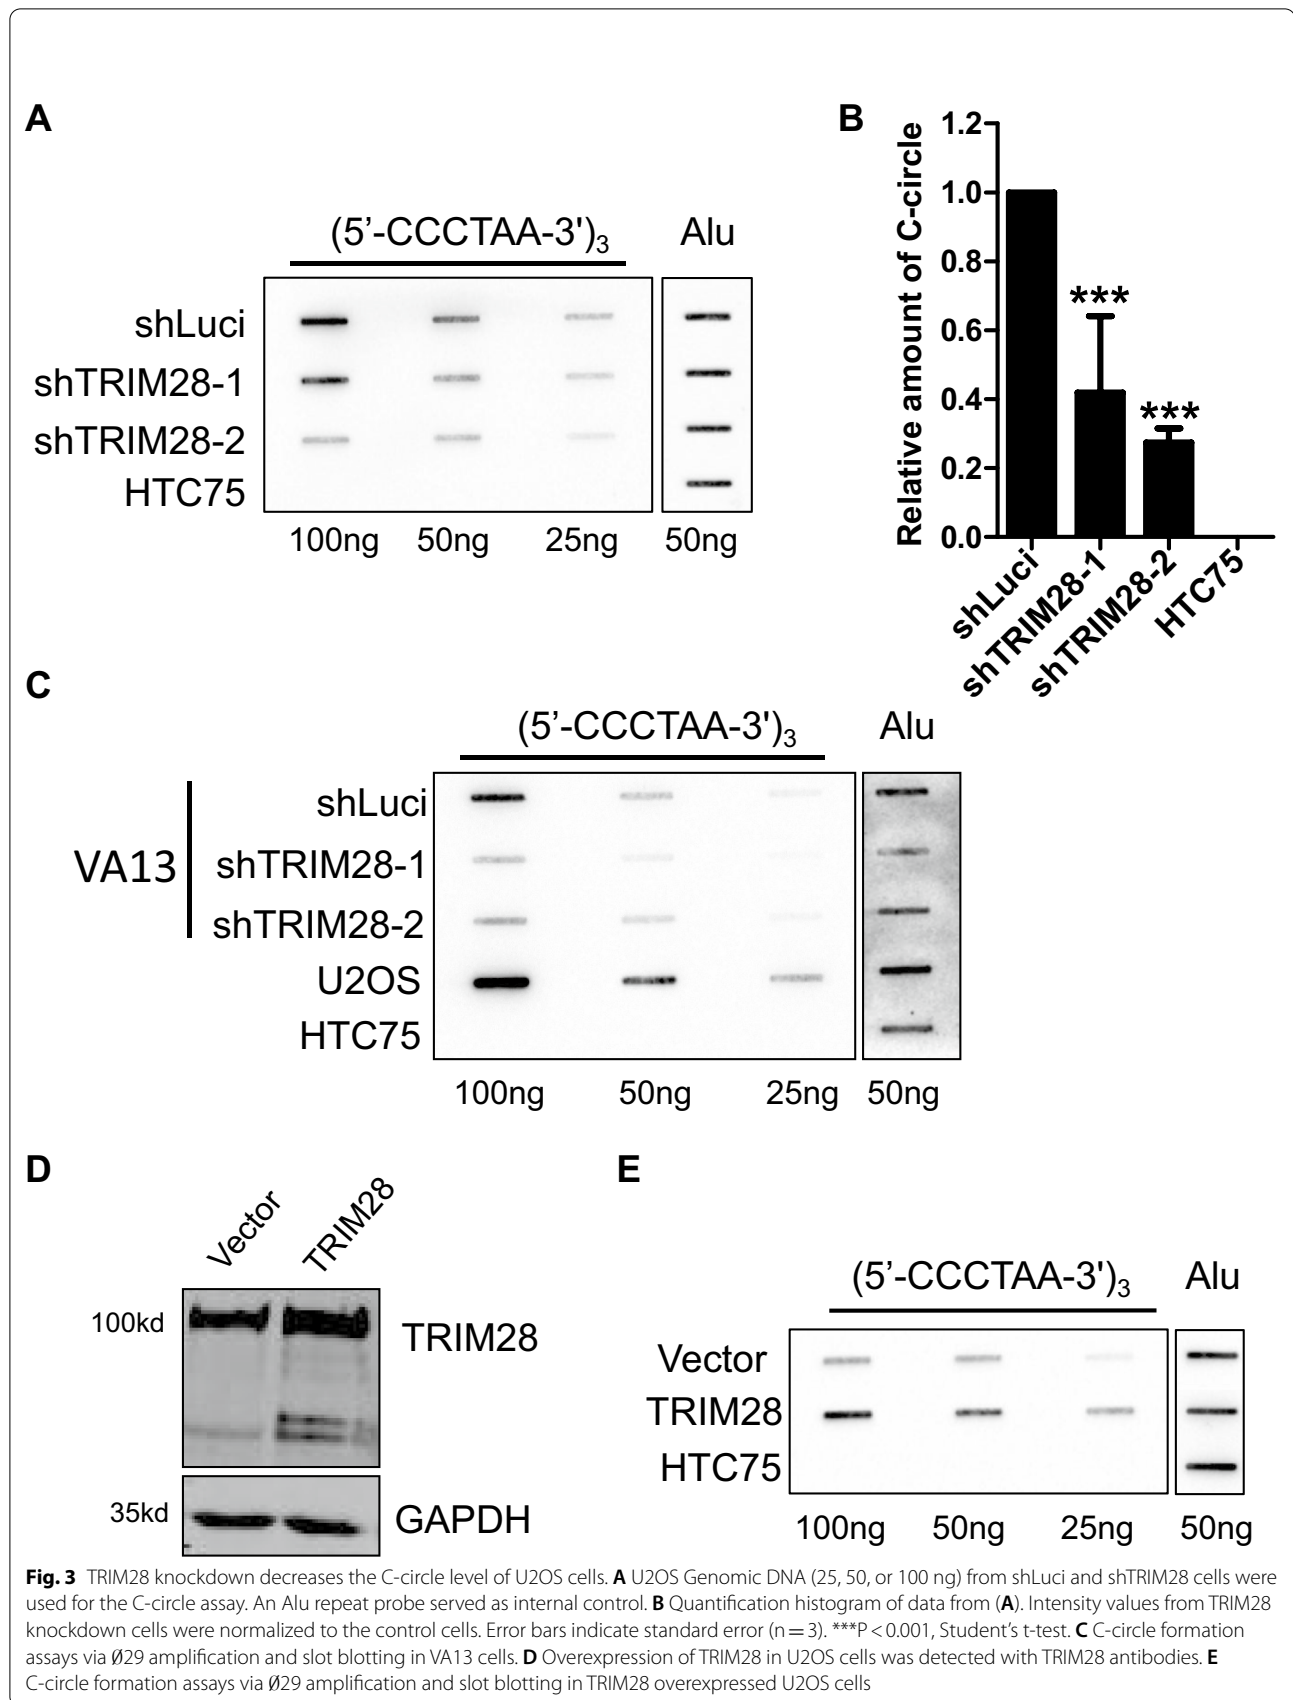 A
(5’-CCCTAA-3')3
Alu
shLuci
shTRIM28-1
shTRIM28-2
HTC75
100ng 50ng 25ng 50ng
B
Relative amount of C-circle
1.2
1.0
0.8
0.6
0.4
0.2
0.0
***
***
shLuci
shTRIM28-1
shTRIM28-2
HTC75
C
(5’-CCCTAA-3')3
Alu
VA13
shLuci
shTRIM28-1
shTRIM28-2
U2OS
HTC75
100ng 50ng 25ng 50ng
D
Vector
TRIM28
100kd
TRIM28
35kd
GAPDH
E
(5’-CCCTAA-3')3
Alu
Vector
TRIM28
HTC75
100ng 50ng 25ng 50ng
Fig. 3 TRIM28 knockdown decreases the C-circle level of U2OS cells. A U2OS Genomic DNA (25, 50, or 100 ng) from shLuci and shTRIM28 cells were
used for the C-circle assay. An Alu repeat probe served as internal control. B Quantification histogram of data from (A). Intensity values from TRIM28
knockdown cells were normalized to the control cells. Error bars indicate standard error (n = 3). ***P < 0.001, Student’s t-test. C C-circle formation
assays via Ø29 amplification and slot blotting in VA13 cells. D Overexpression of TRIM28 in U2OS cells was detected with TRIM28 antibodies. E
C-circle formation assays via Ø29 amplification and slot blotting in TRIM28 overexpressed U2OS cells